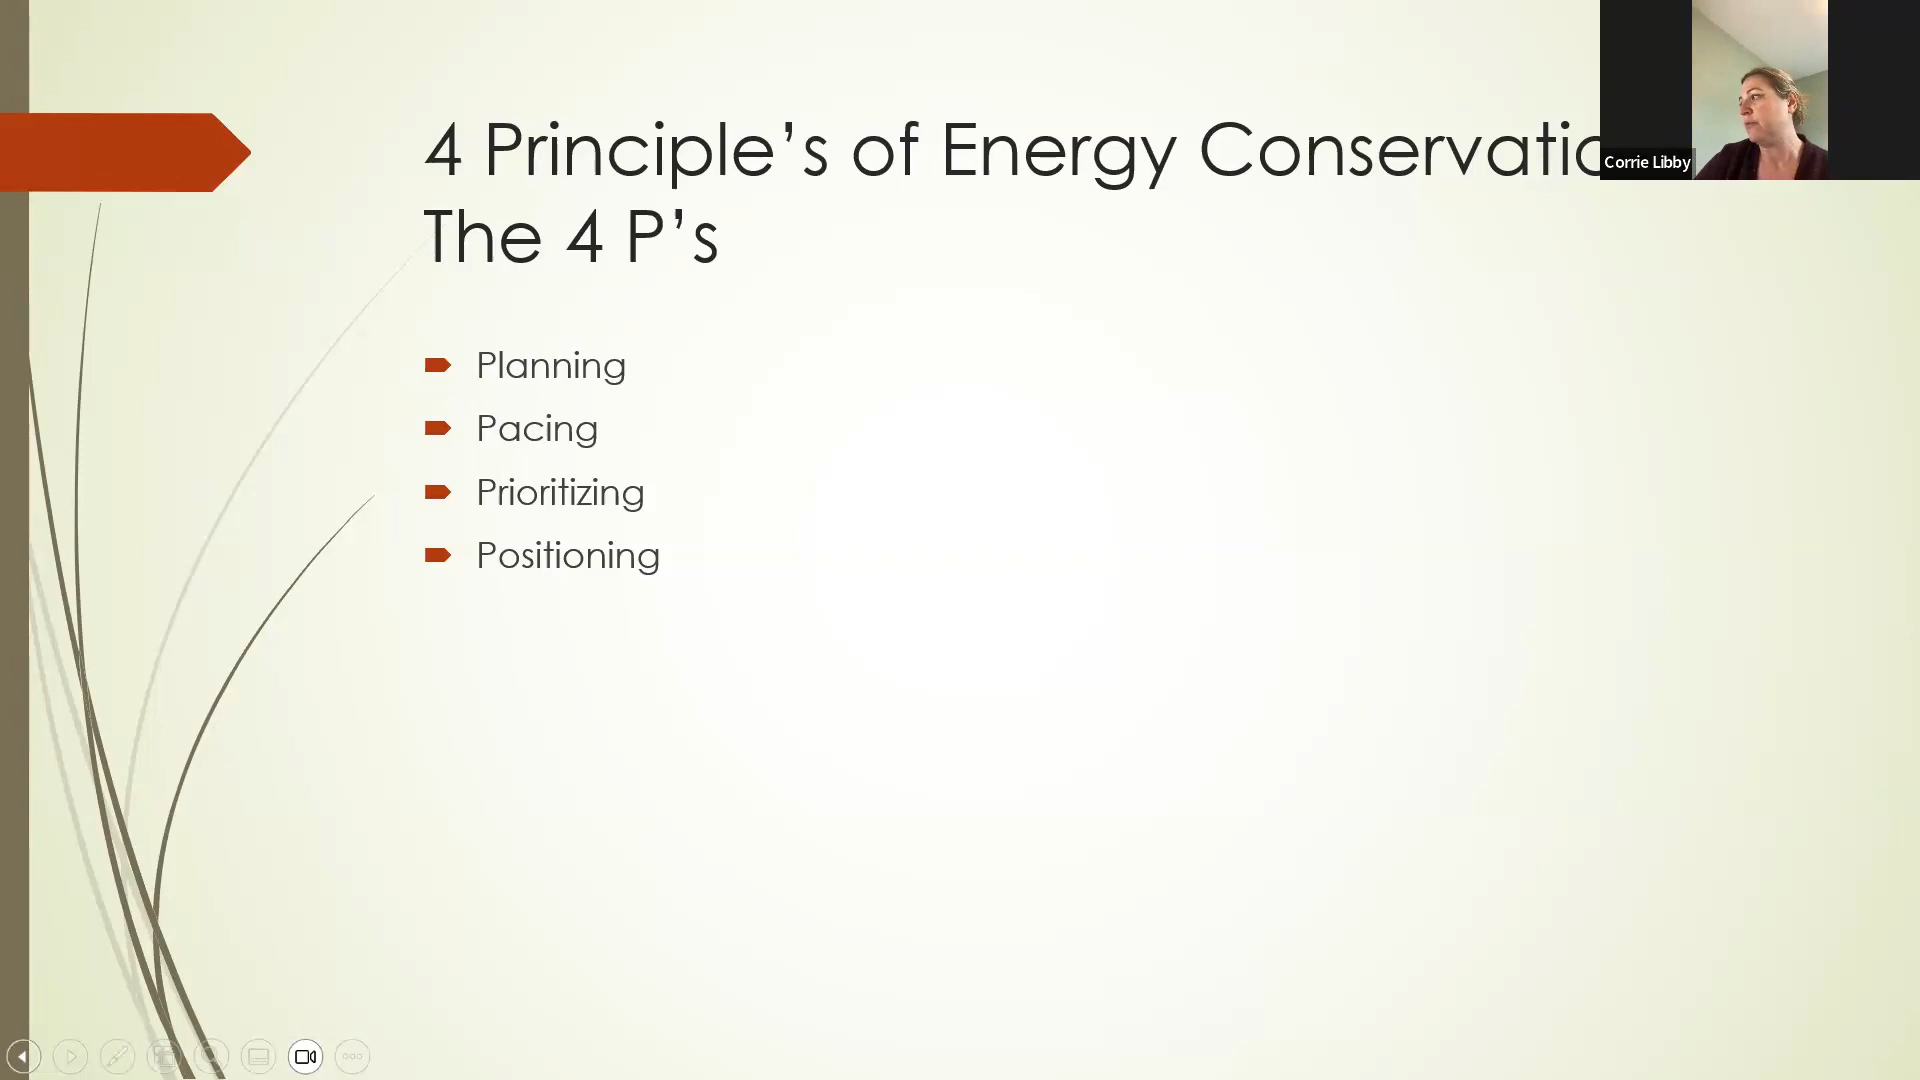 4 Principle’s of Energy Conservatio
The 4 P’s
Planning
Pacing
Prioritizing
Positioning
Corrie Libby